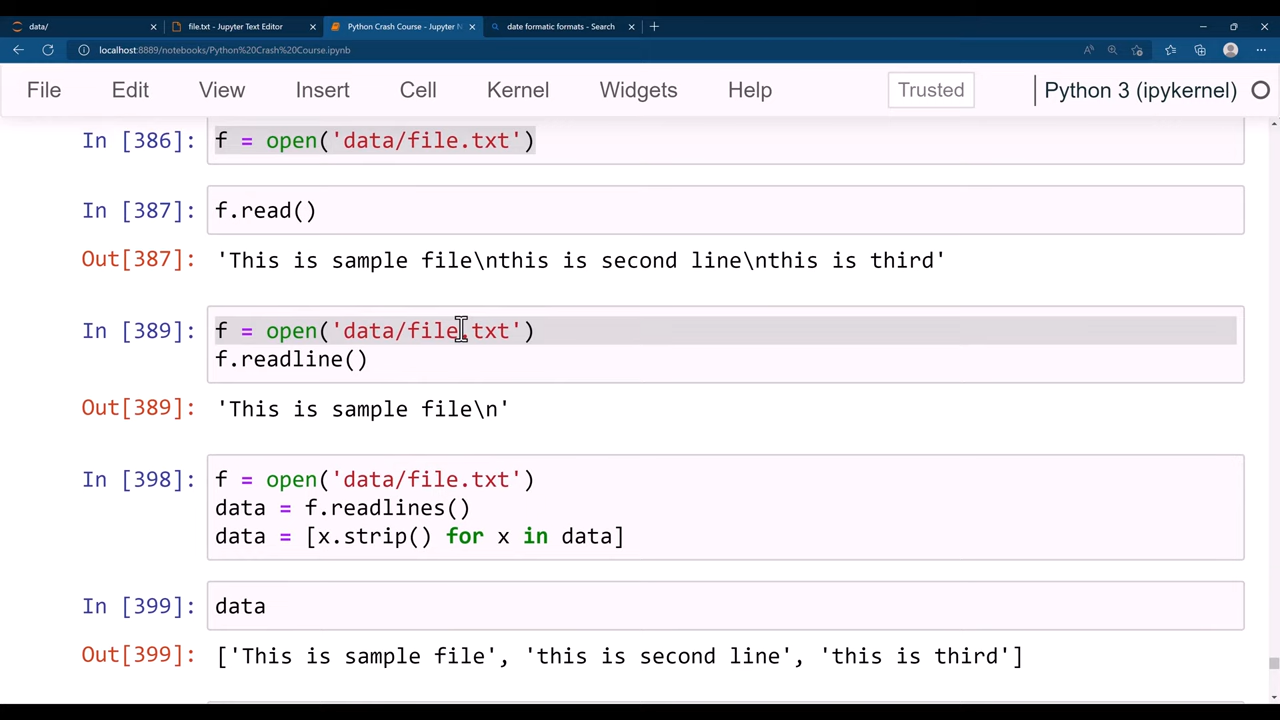 data/
file.txt - Jupyter Text Editor
Python Crash Course - Jupyter N
date formatic formats - Search
localhost:8889/notebooks/Python%20Crash%20Course.ipynb
File Edit View Insert Cell Kernel Widgets Help Trusted Python 3 (ipykernel)
In [386]: f = open('data/file.txt')
In [387]: f.read()
Out[387]: 'This is sample file\nthis is second line\nthis is third'
In [389]: f = open('data/file.txt')
f.readline()
Out[389]: 'This is sample file\n'
In [398]: f = open('data/file.txt')
data = f.readlines()
data = [x.strip() for x in data]
In [399]: data
Out[399]: ['This is sample file', 'this is second line', 'this is third']